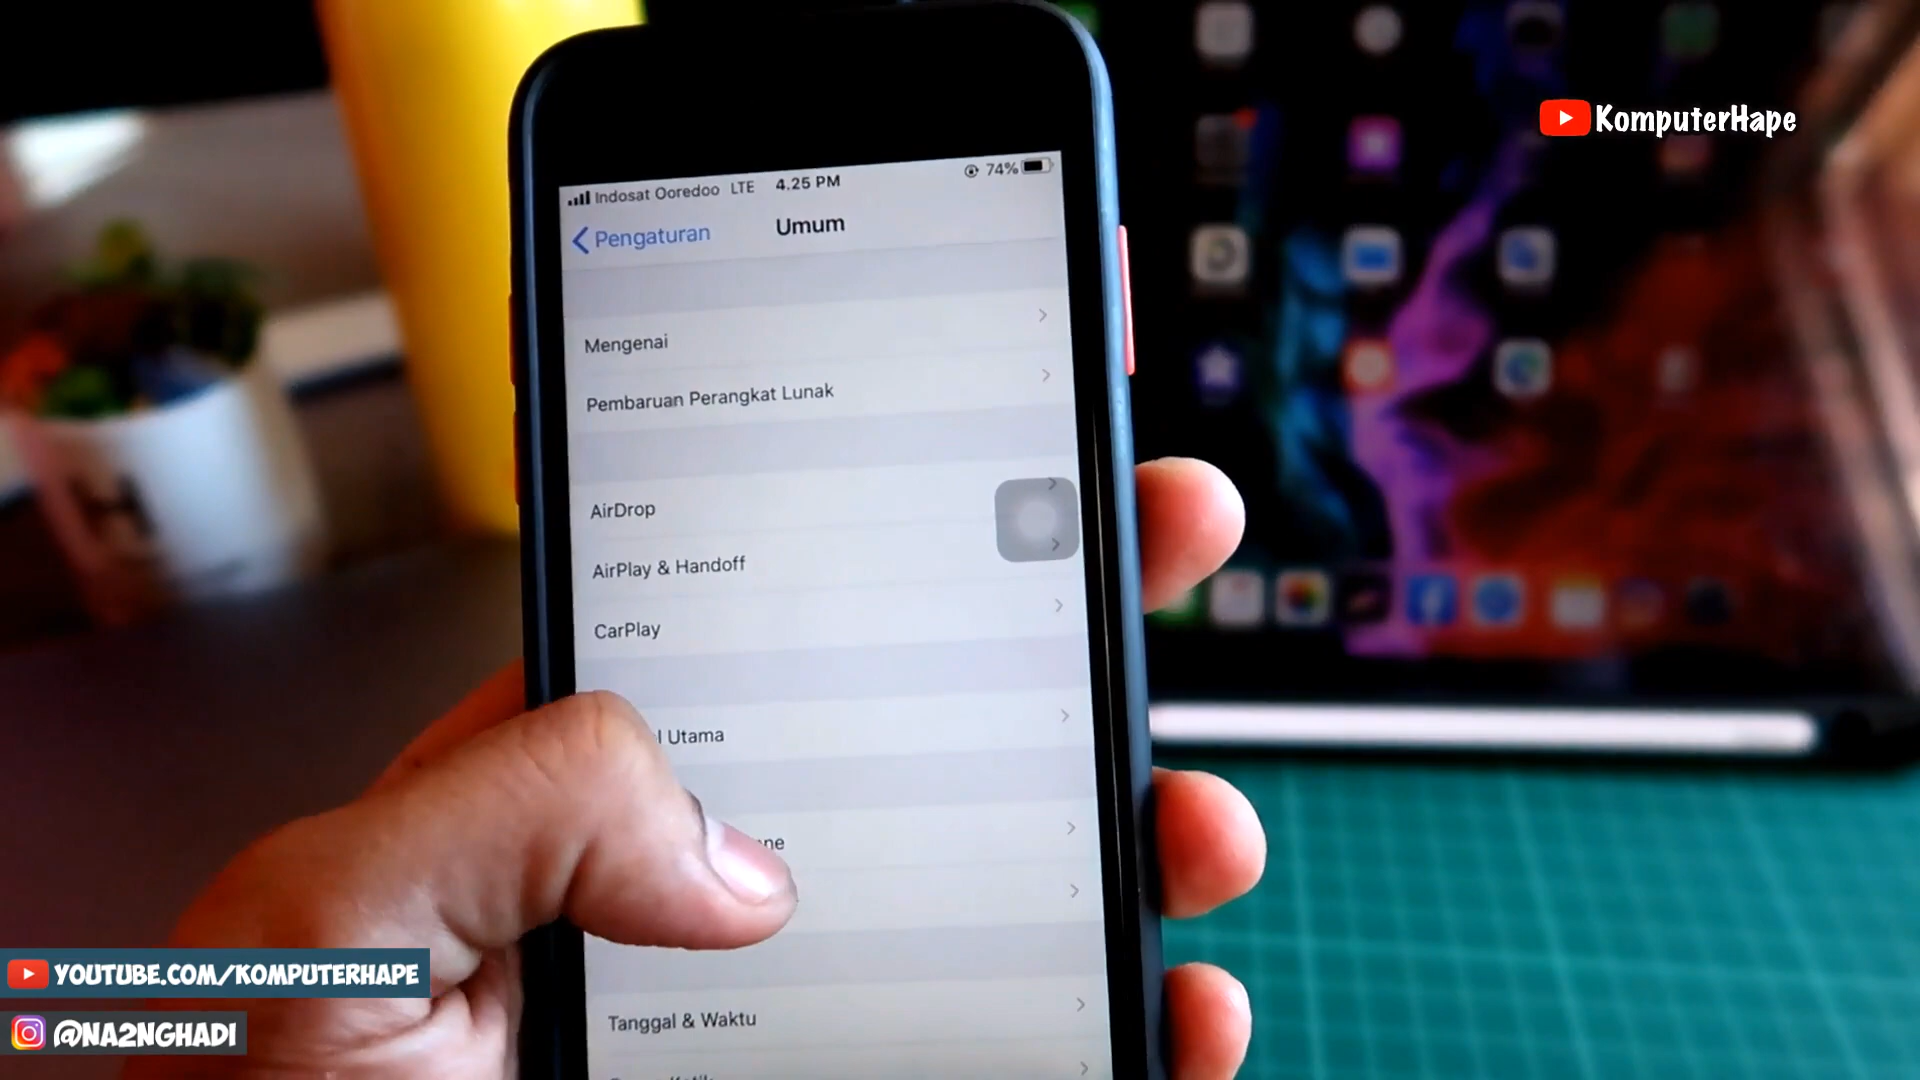 KomputerHape
Indosat Ooredoo LTE 4.25 PM 74%
Pengaturan Umum
Mengenai
Pembaruan Perangkat Lunak
AirDrop
AirPlay & Handoff
CarPlay
l Utama
ne
Tanggal & Waktu
YOUTUBE.COM/KOMPUTERHAPE
@NA2NGHADI